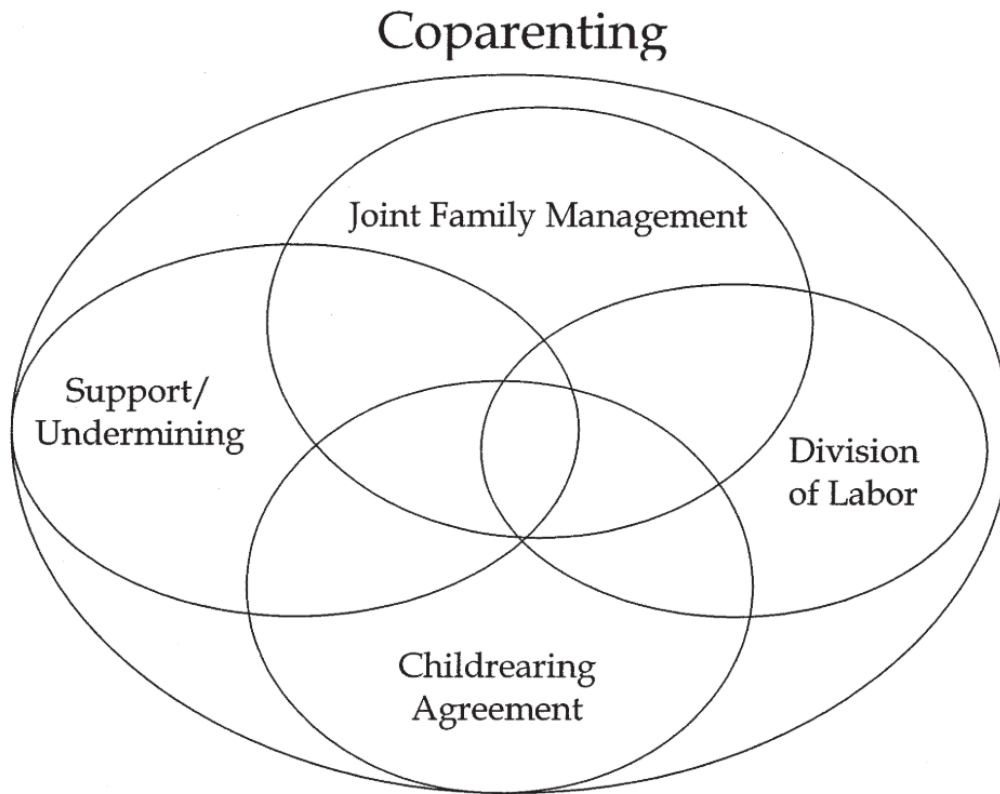 Coparenting
Joint Family Management
Support/
Undermining
Division
of Labor
Childrearing
Agreement